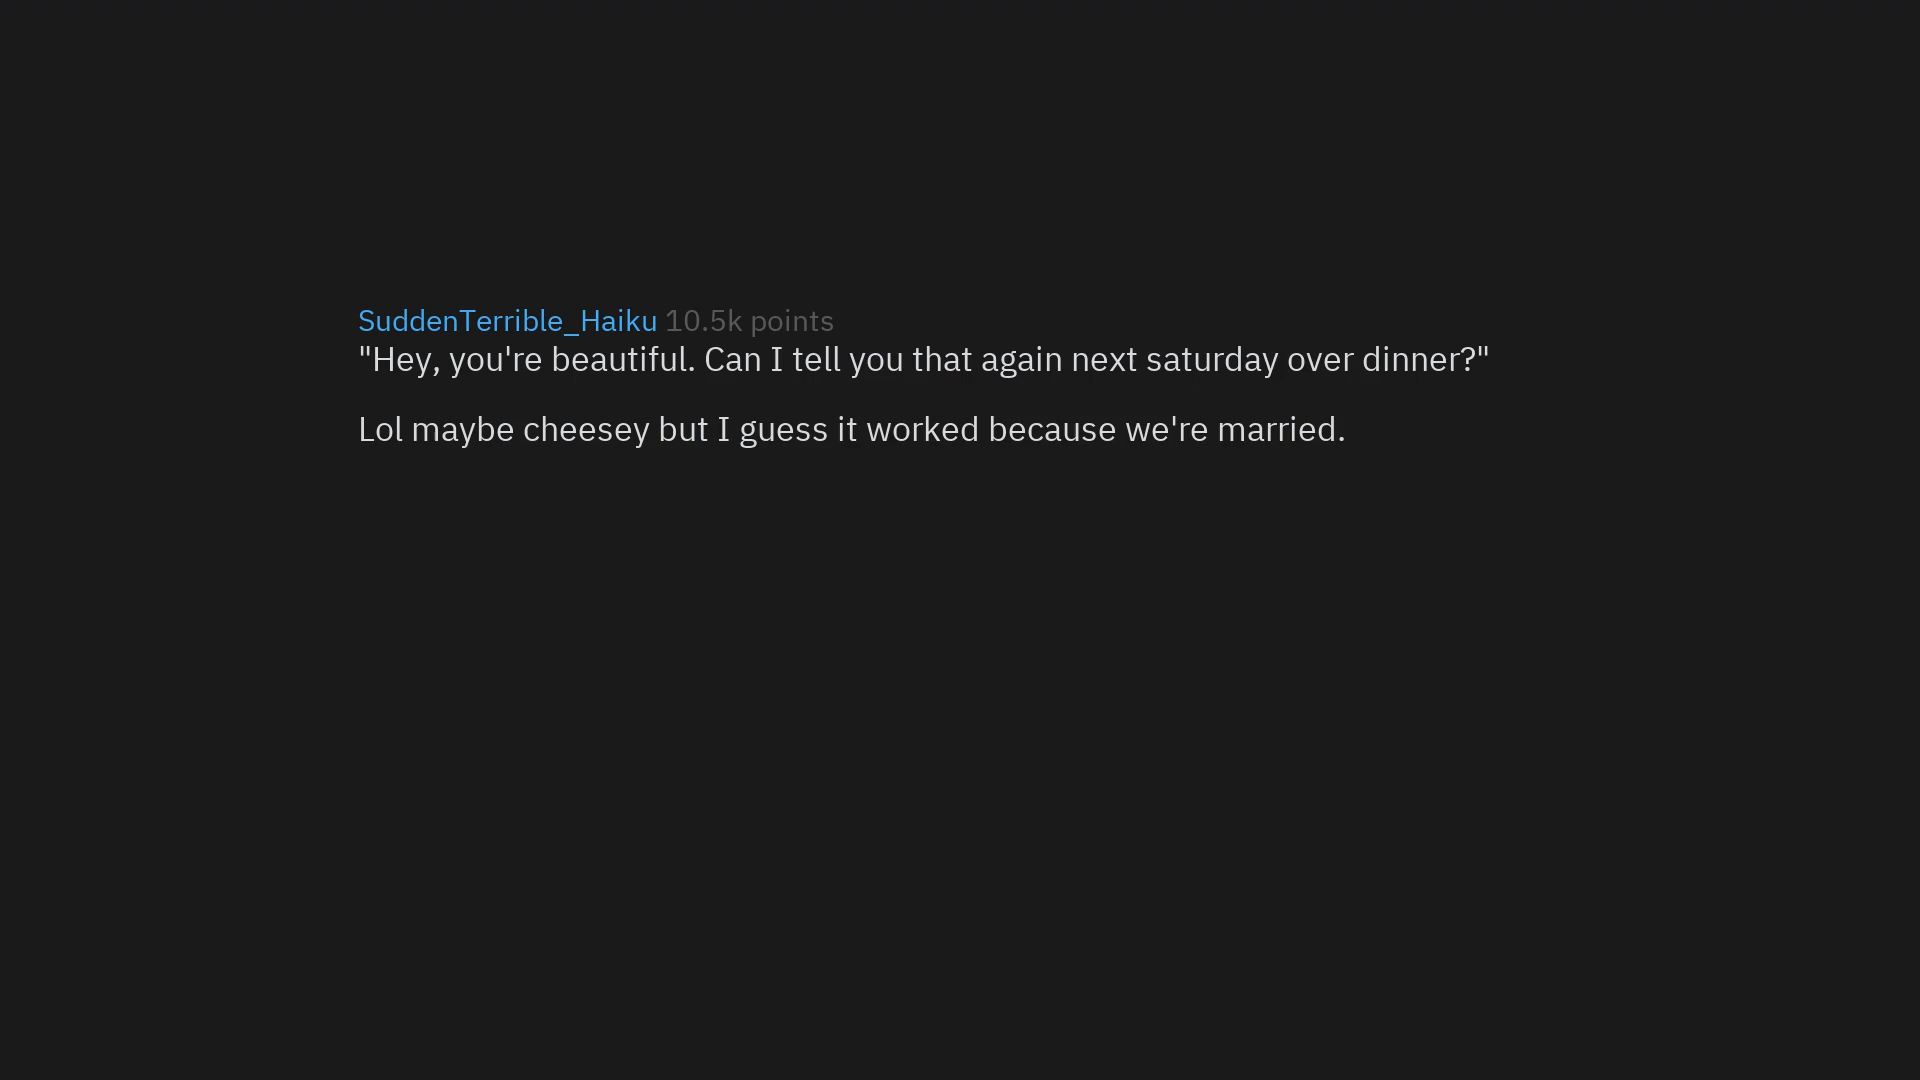 SuddenTerrible_Haiku 10.5k points
"Hey, you're beautiful. Can I tell you that again next saturday over dinner?"
Lol maybe cheesey but I guess it worked because we're married.